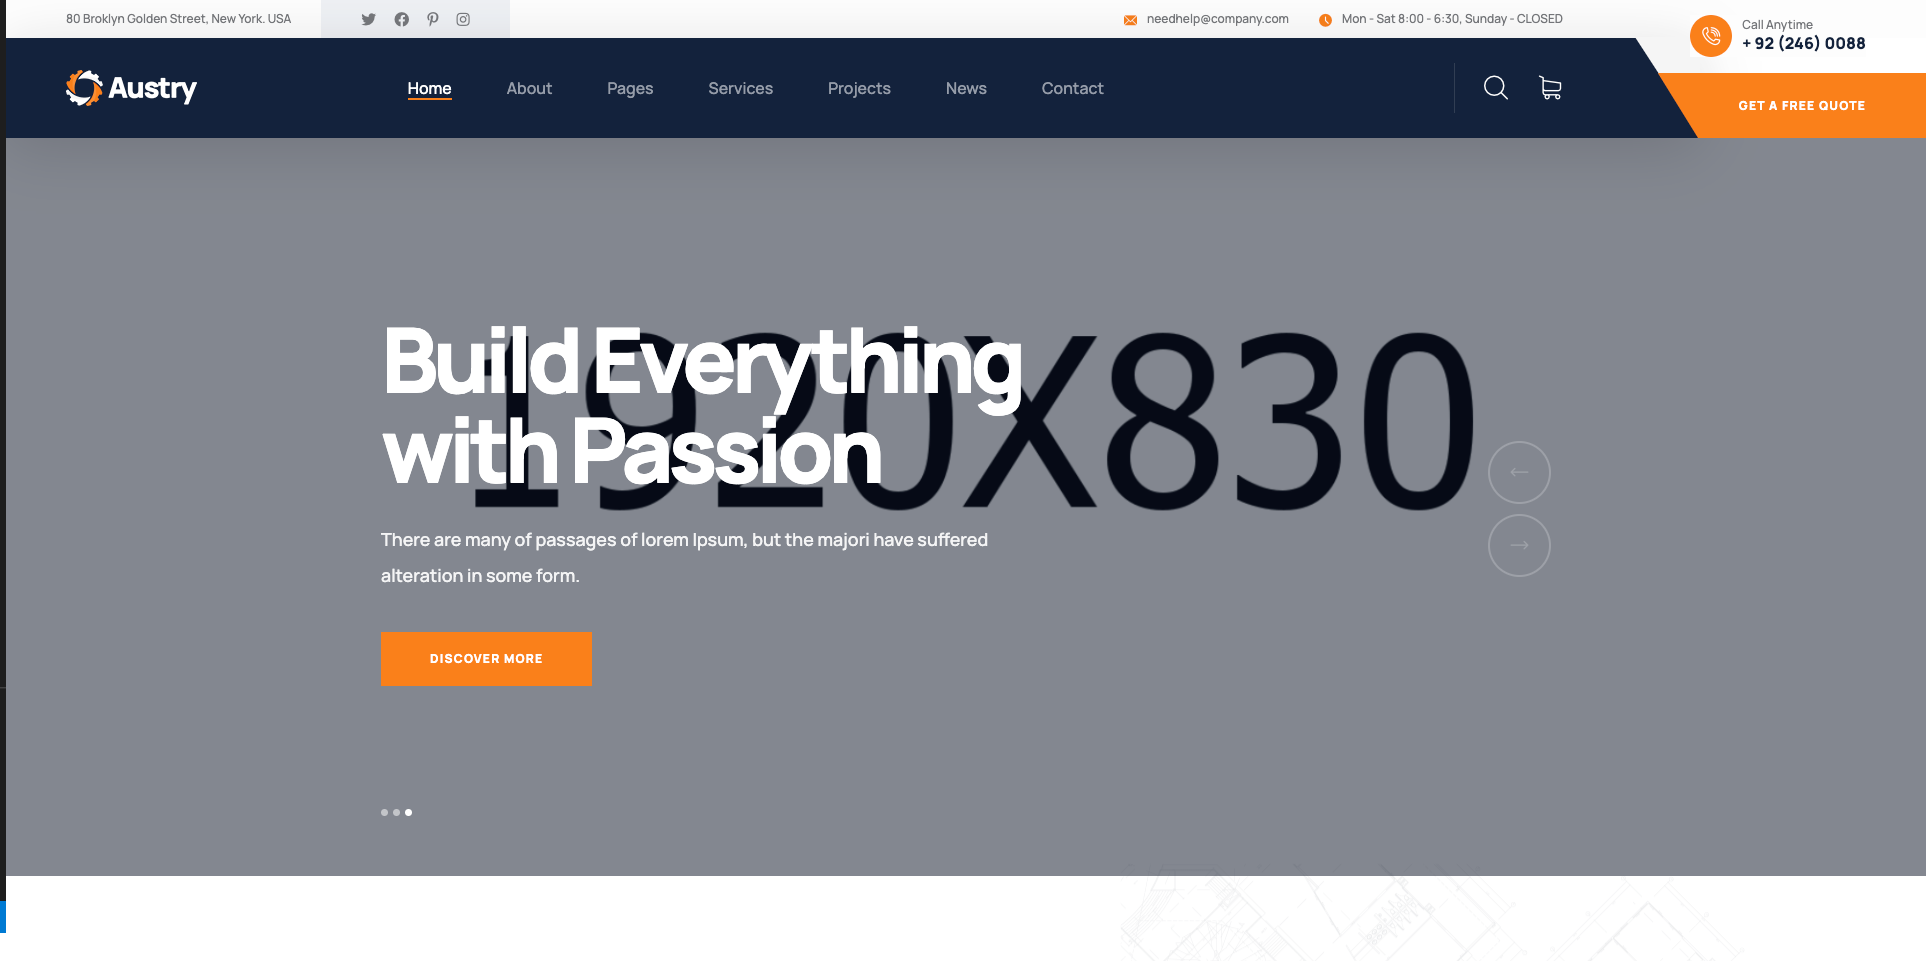 80 Broklyn Golden Street, New York. USA
needhelp@company.com
Mon - Sat 8:00 - 6:30, Sunday - CLOSED
Call Anytime
+ 92 (246) 0088
Austry
Home
About
Pages
Services
Projects
News
Contact
GET A FREE QUOTE
1920X830
Build Everything
with Passion
There are many of passages of lorem Ipsum, but the majori have suffered
alteration in some form.
DISCOVER MORE